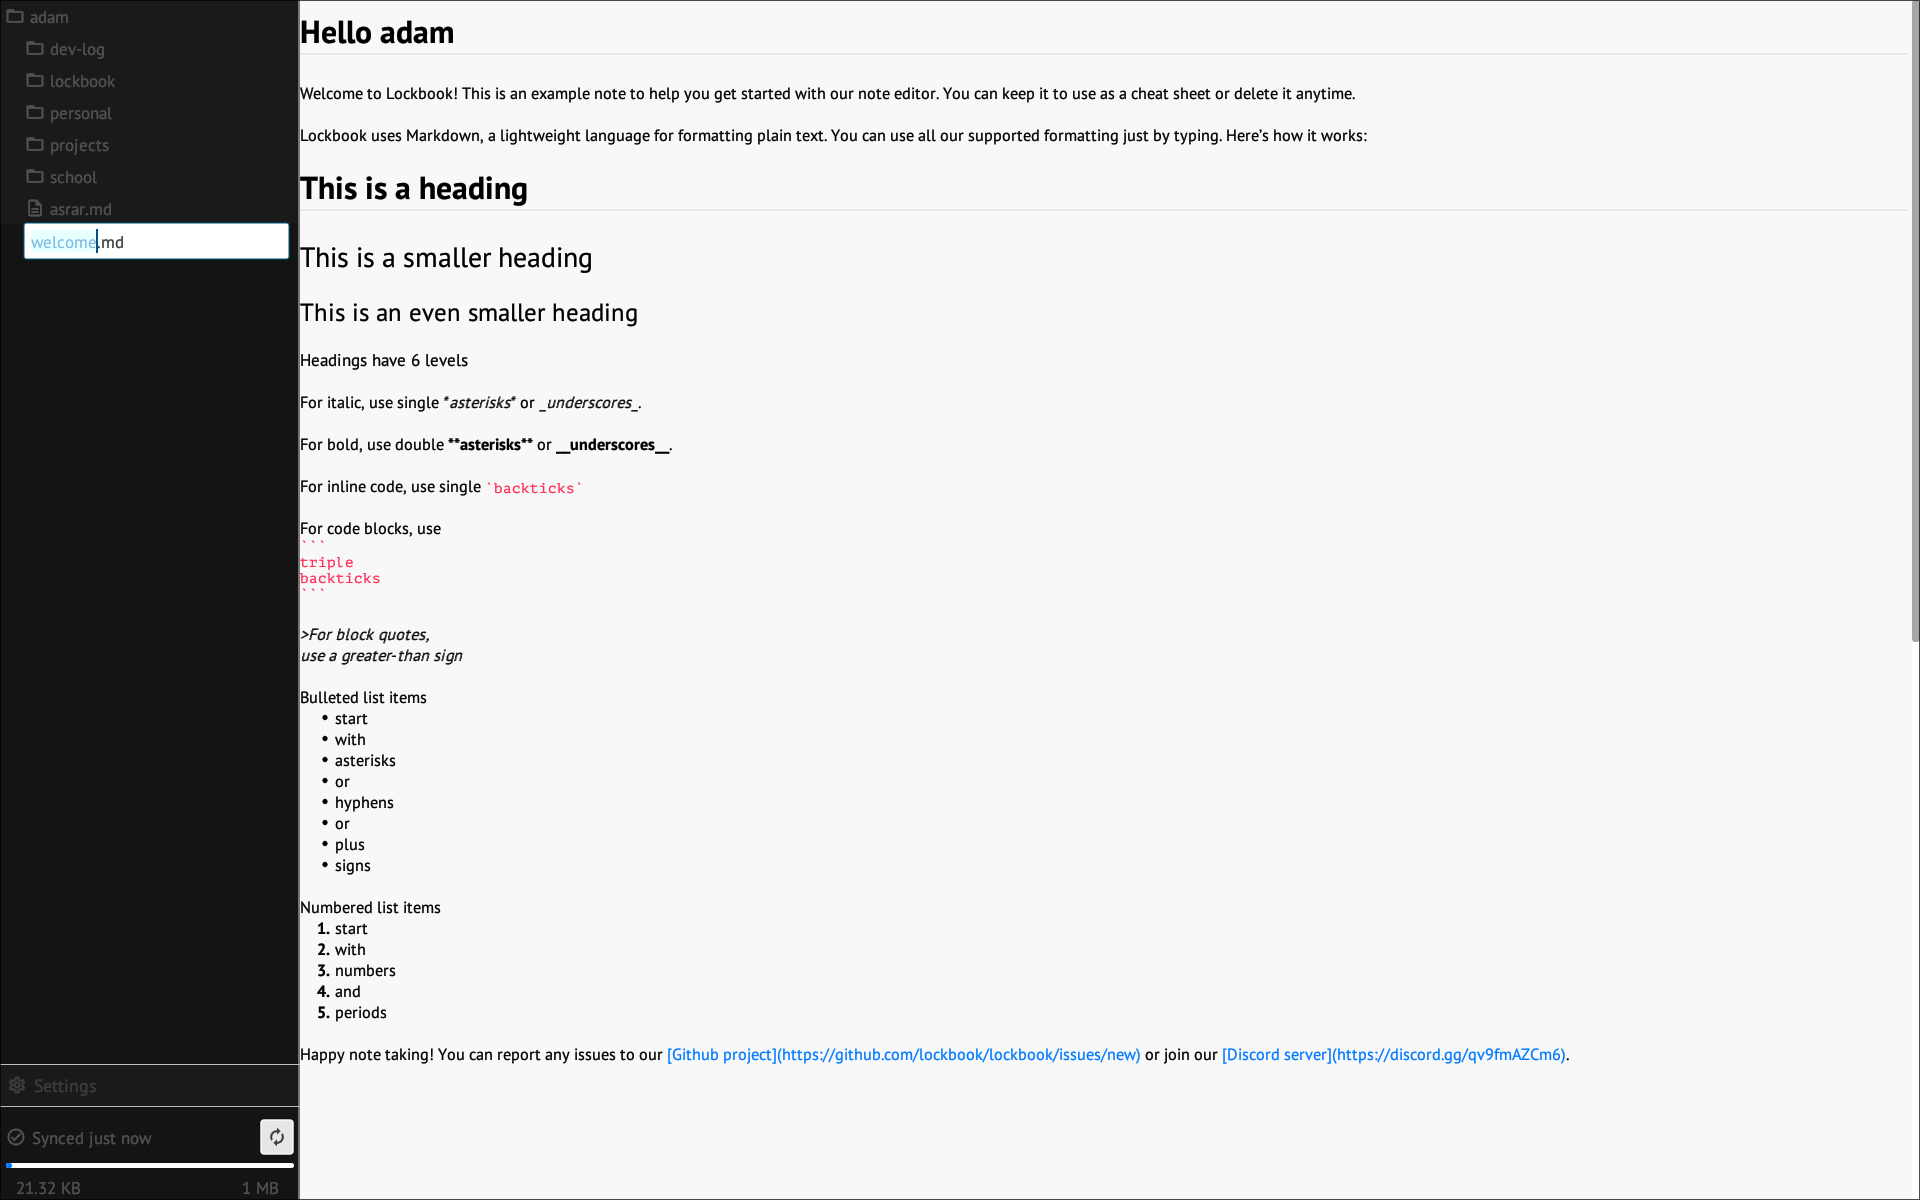 adam
dev-log
lockbook
personal
projects
school
asrar.md
welcome.md
Settings
Synced just now
21.32 KB 1 MB
Hello adam
Welcome to Lockbook! This is an example note to help you get started with our note editor. You can keep it to use as a cheat sheet or delete it anytime.
Lockbook uses Markdown, a lightweight language for formatting plain text. You can use all our supported formatting just by typing. Here’s how it works:
This is a heading
This is a smaller heading
This is an even smaller heading
Headings have 6 levels
For italic, use single *asterisks* or _underscores_.
For bold, use double **asterisks** or __underscores__.
For inline code, use single `backticks`
For code blocks, use
```
triple
backticks
```
>For block quotes,
use a greater-than sign
Bulleted list items
• start
• with
• asterisks
• or
• hyphens
• or
• plus
• signs
Numbered list items
1. start
2. with
3. numbers
4. and
5. periods
Happy note taking! You can report any issues to our [Github project](https://github.com/lockbook/lockbook/issues/new) or join our [Discord server](https://discord.gg/qv9fmAZCm6).